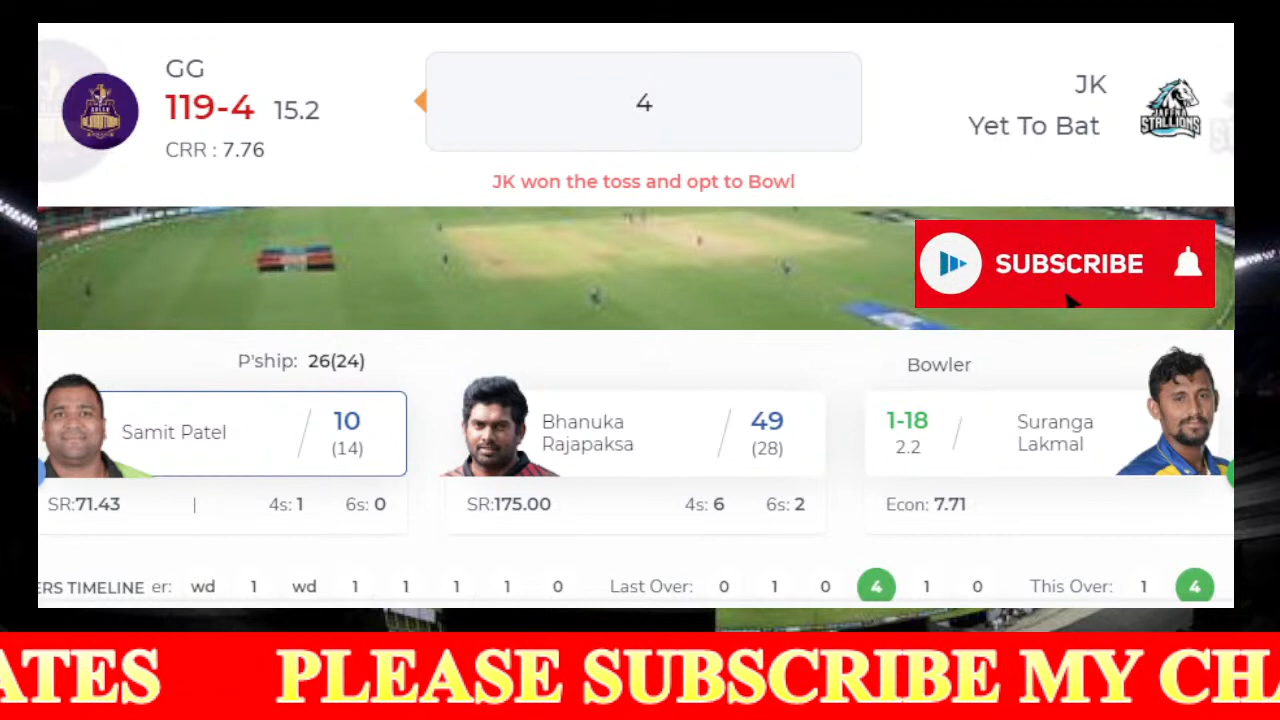 GG
119-4 15.2
CRR : 7.76
4
JK won the toss and opt to Bowl
JK
Yet To Bat
JAFFNA
STALLIONS
SUBSCRIBE
P'ship: 26(24)
Samit Patel
10
(14)
SR:71.43 | 4s: 1 6s: 0
Bhanuka
Rajapaksa
49
(28)
SR:175.00 4s: 6 6s: 2
Bowler
1-18
2.2
Suranga
Lakmal
Econ: 7.71
ERS TIMELINE er: wd 1 wd 1 1 1 1 0 Last Over: 0 1 0 4 1 0 This Over: 1 4
ATES PLEASE SUBSCRIBE MY CHA